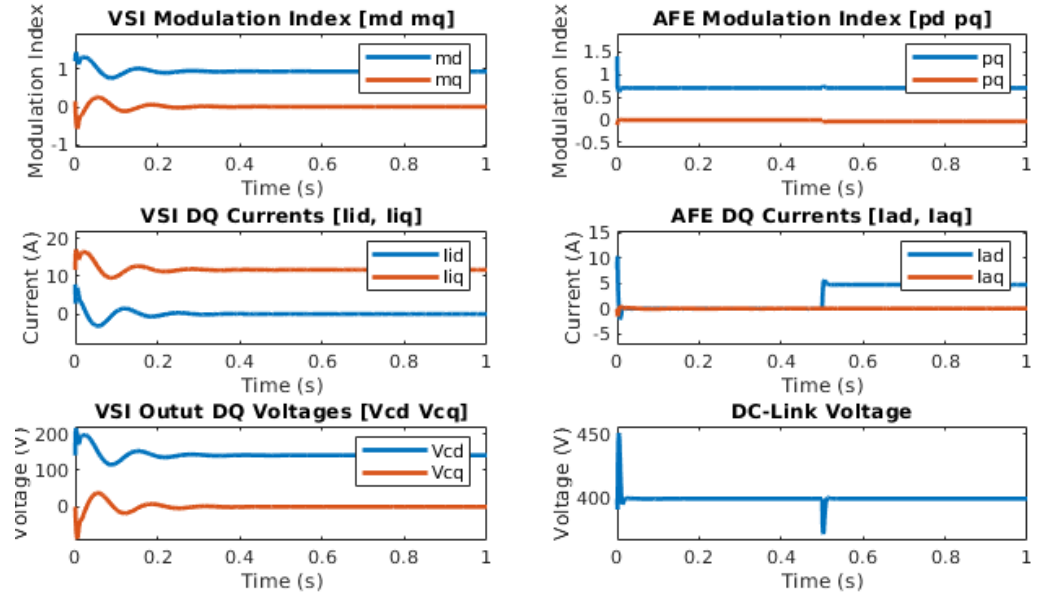 VSI Modulation Index [md mq]
Modulation Index
1
0
-1
md
mq
0 0.2 0.4 0.6 0.8 1
Time (s)
AFE Modulation Index [pd pq]
Modulation Index
1.5
1
0.5
0
-0.5
pq
pq
0 0.2 0.4 0.6 0.8 1
Time (s)
VSI DQ Currents [Iid, Iiq]
Current (A)
20
10
0
Iid
Iiq
0 0.2 0.4 0.6 0.8 1
Time (s)
AFE DQ Currents [Iad, Iaq]
Current (A)
15
10
5
0
-5
Iad
Iaq
0 0.2 0.4 0.6 0.8 1
Time (s)
VSI Outut DQ Voltages [Vcd Vcq]
Voltage (V)
200
100
0
Vcd
Vcq
0 0.2 0.4 0.6 0.8 1
Time (s)
DC-Link Voltage
Voltage (V)
450
400
0 0.2 0.4 0.6 0.8 1
Time (s)